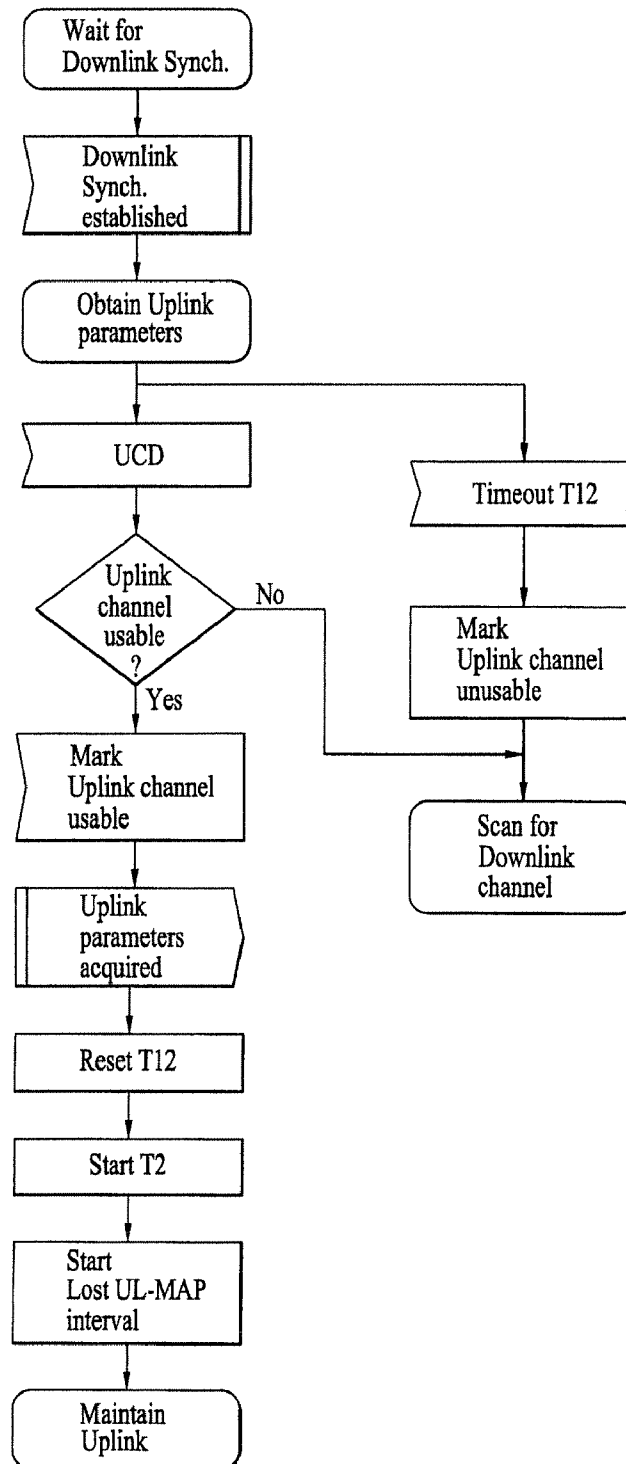 Wait for
Downlink Synch.
Downlink
Synch.
established
Obtain Uplink
parameters
UCD
Timeout T12
Uplink
channel
usable
?
No
Yes
Mark
Uplink channel
unusable
Mark
Uplink channel
usable
Scan for
Downlink
channel
Uplink
parameters
acquired
Reset T12
Start T2
Start
Lost UL-MAP
interval
Maintain
Uplink